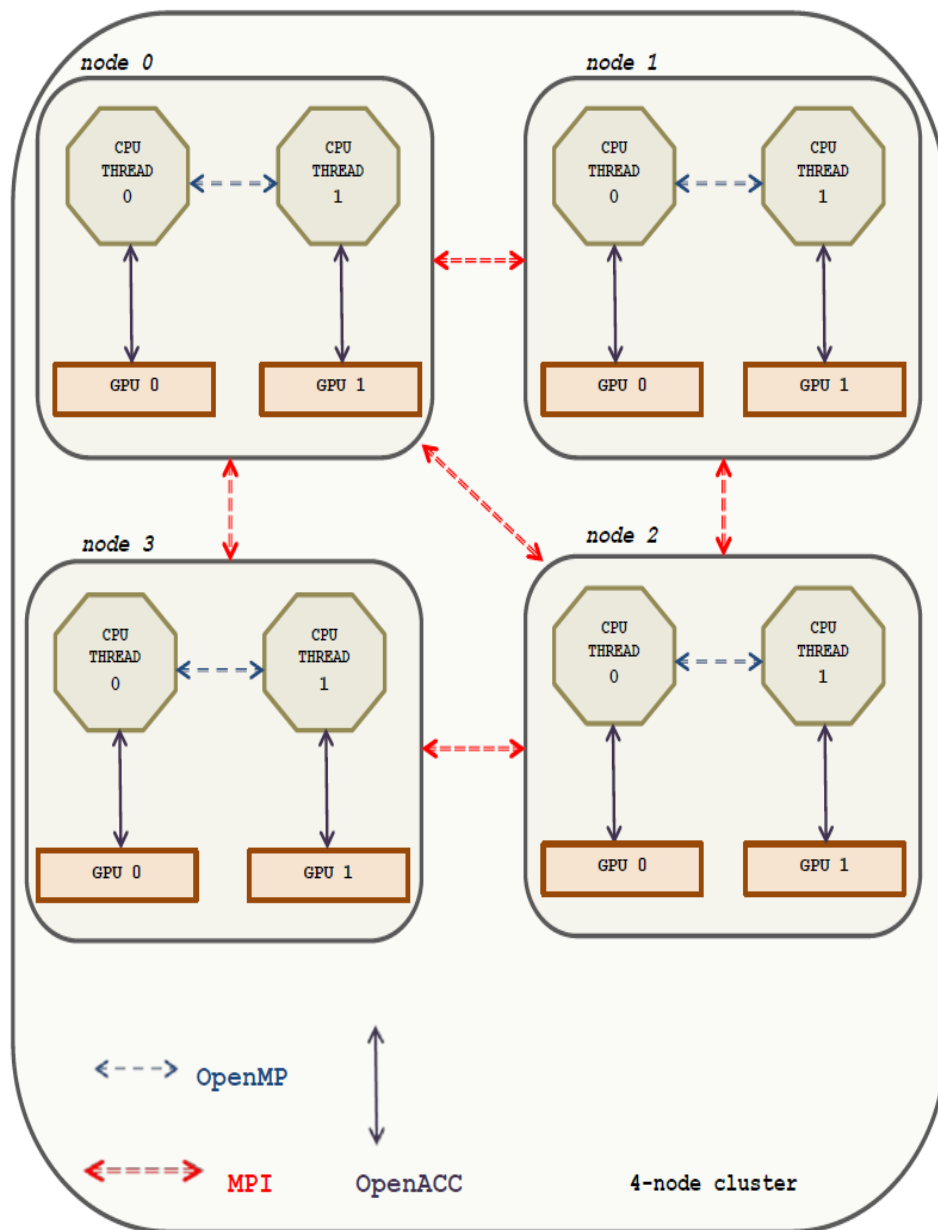 node 0
CPU
THREAD
0
CPU
THREAD
1
GPU 0
GPU 1
node 1
CPU
THREAD
0
CPU
THREAD
1
GPU 0
GPU 1
node 3
CPU
THREAD
0
CPU
THREAD
1
GPU 0
GPU 1
node 2
CPU
THREAD
0
CPU
THREAD
1
GPU 0
GPU 1
OpenMP
MPI
OpenACC
4-node cluster